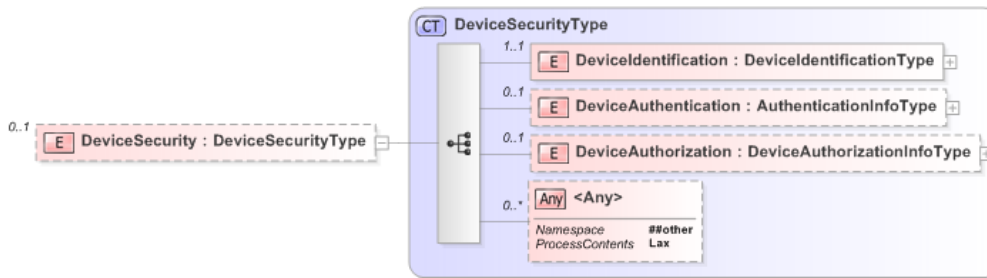 CT DeviceSecurityType
1..1
E DeviceIdentification : DeviceIdentificationType
0..1
E DeviceAuthentication : AuthenticationInfoType
0..1
E DeviceSecurity : DeviceSecurityType
0..1
E DeviceAuthorization : DeviceAuthorizationInfoType
0..*
Any <Any>
Namespace ##other
ProcessContents Lax